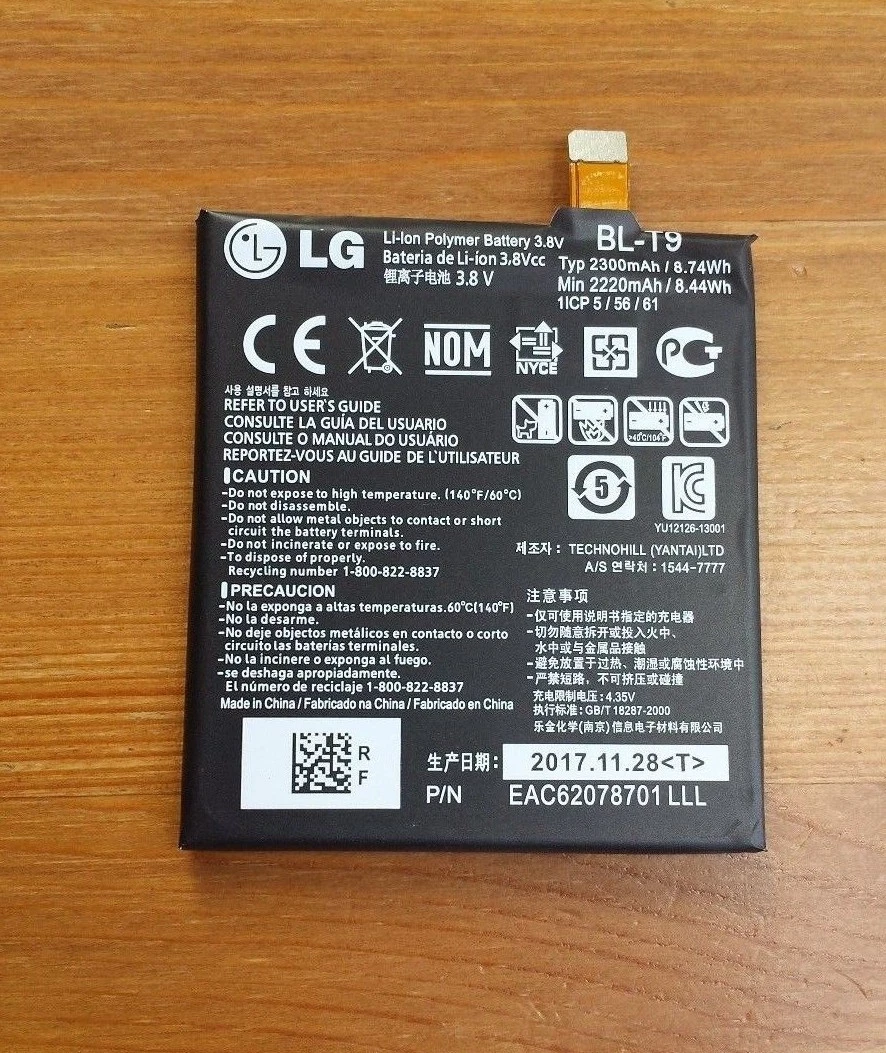 LG
Li-Ion Polymer Battery 3.8V
Bateria de Li-íon 3,8Vcc
锂离子电池 3.8 V
BL-T9
Typ 2300mAh / 8.74Wh
Min 2220mAh / 8.44Wh
1ICP 5 / 56 / 61
CE
NOM
NYCE
PCT
사용 설명서를 참고 하세요
REFER TO USER'S GUIDE
CONSULTE LA GUÍA DEL USUARIO
CONSULTE O MANUAL DO USUÁRIO
REPORTEZ-VOUS AU GUIDE DE L'UTILISATEUR
>40°C/104°F
5
YU12126-13001
CAUTION
-Do not expose to high temperature. (140°F/60°C)
-Do not disassemble.
-Do not allow metal objects to contact or short
circuit the battery terminals.
-Do not incinerate or expose to fire.
-To dispose of properly.
Recycling number 1-800-822-8837
제조자 : TECHNOHILL (YANTAI)LTD
A/S 연락처 : 1544-7777
PRECAUCION
-No la exponga a altas temperaturas.60°C(140°F)
-No la desarme.
-No deje objectos metálicos en contacto o corto
circuito las baterías terminales.
-No la incinere o exponga al fuego.
-se deshaga apropiadamente.
El número de reciclaje 1-800-822-8837
Made in China / Fabricado na China / Fabricado en China
注意事项
-仅可使用说明书指定的充电器
-切勿随意拆开或投入火中、
水中或与金属品接触
-避免放置于过热、潮湿或腐蚀性环境中
-严禁短路，不可挤压或碰撞
充电限制电压: 4.35V
执行标准: GB/T 18287-2000
乐金化学(南京)信息电子材料有限公司
R
F
生产日期: 2017.11.28<T>
P/N EAC62078701 LLL